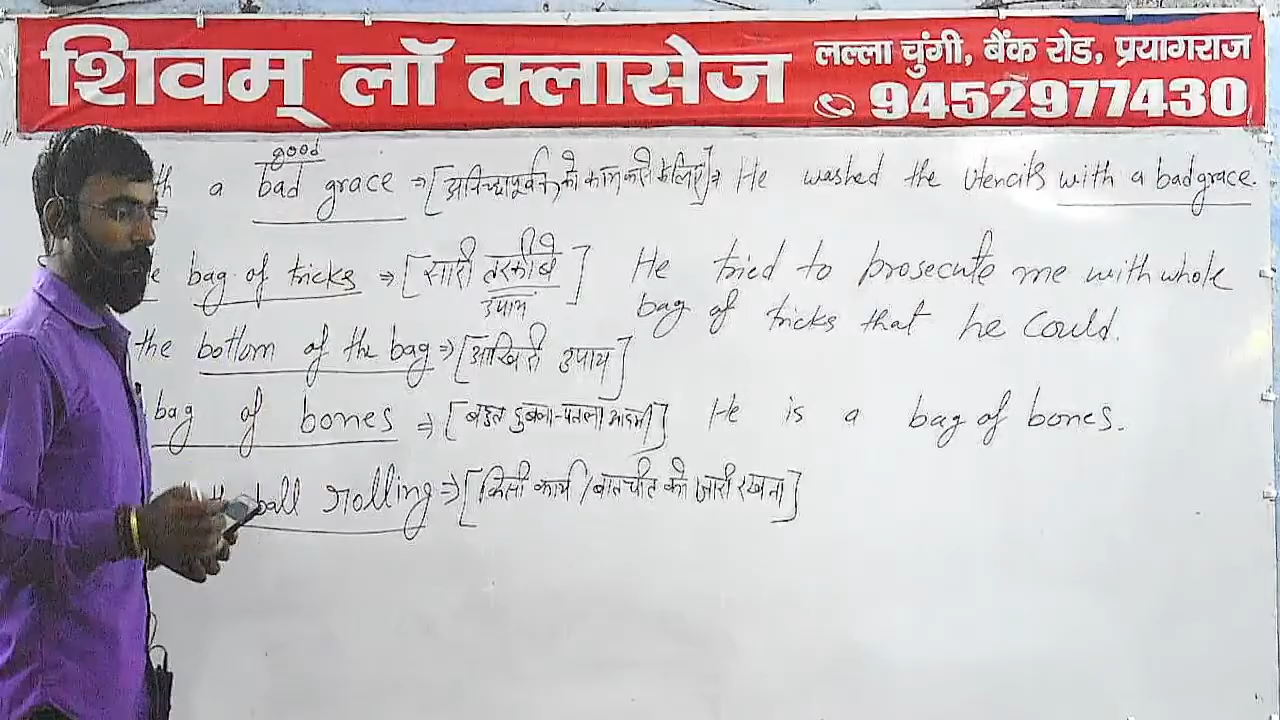 शिवम् लॉ क्लासेज
लल्ला चुंगी, बैंक रोड, प्रयागराज
9452977430
good
th a bad grace ⇒ [अनिच्छापूर्वक को काम करने के लिए] ⇒ He washed the Utencils with a bad grace.
bag of tricks ⇒ [सारी तरकीबे उपाय] He tried to prosecute me with whole
bag of tricks that he could.
the bottom of the bag ⇒ [आखिरी उपाय]
bag of bones ⇒ [बहुत दुबला-पतला आदमी] He is a bag of bones.
ball rolling ⇒ [किसी कार्य / बातचीत को जारी रखना]